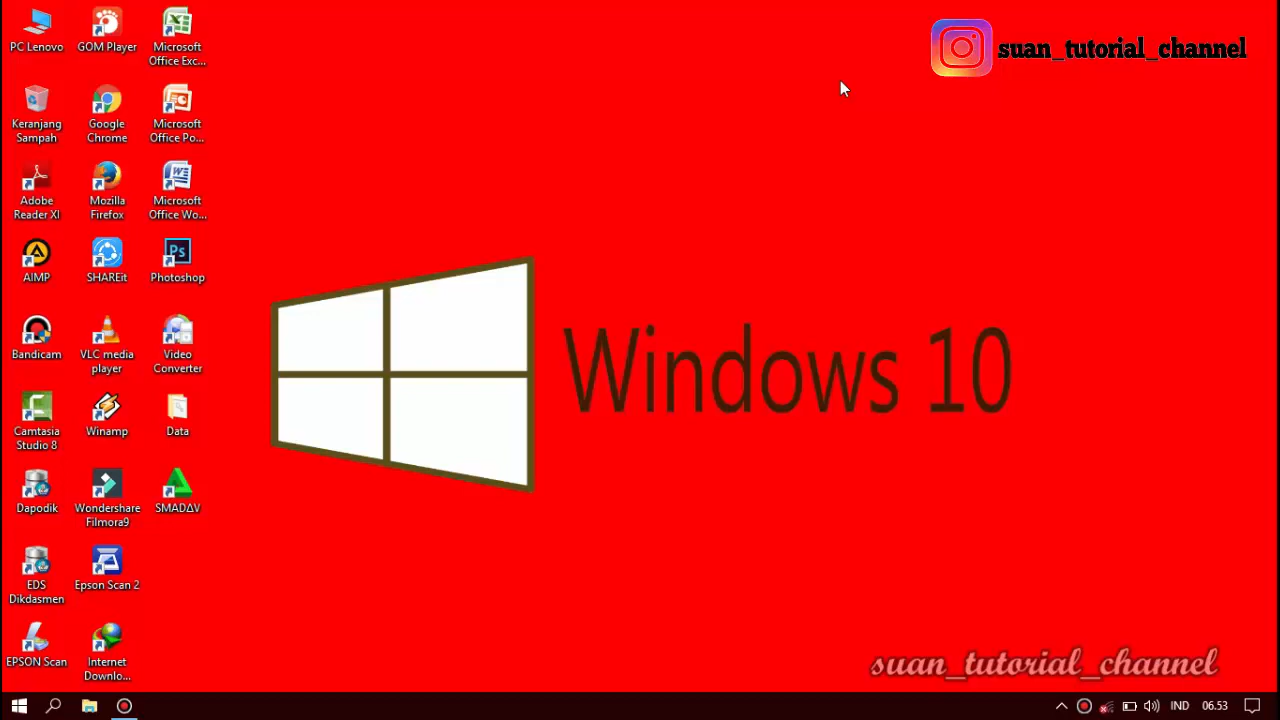 PC Lenovo
GOM Player
Microsoft
Office Exc...
Keranjang
Sampah
Google
Chrome
Microsoft
Office Po...
Adobe
Reader XI
Mozilla
Firefox
Microsoft
Office Wo...
AIMP
SHAREit
Ps
Photoshop
Bandicam
VLC media
player
Video
Converter
Camtasia
Studio 8
Winamp
Data
Dapodik
Wondershare
Filmora9
SMADΔV
EDS
Dikdasmen
Epson Scan 2
EPSON Scan
Internet
Downlo...
Windows 10
suan_tutorial_channel
suan_tutorial_channel
IND
06.53